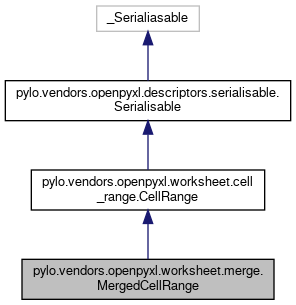 _Serialiasable
pylo.vendors.openpyxl.descriptors.serialisable.
Serialisable
pylo.vendors.openpyxl.worksheet.cell
_range.CellRange
pylo.vendors.openpyxl.worksheet.merge.
MergedCellRange